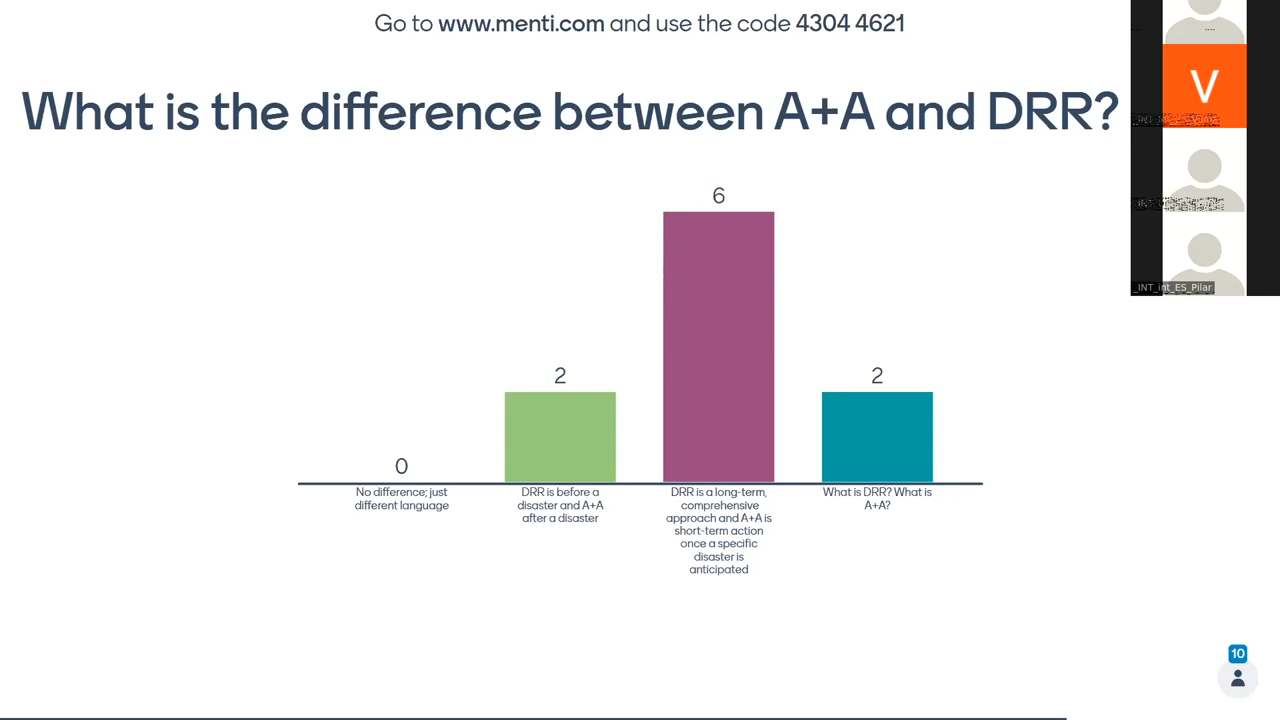 Go to www.menti.com and use the code 4304 4621
What is the difference between A+A and DRR?
V
_INT_int_ES_Pilar
6
2
2
0
No difference; just
different language
DRR is before a
disaster and A+A
after a disaster
DRR is a long-term,
comprehensive
approach and A+A is
short-term action
once a specific
disaster is
anticipated
What is DRR? What is
A+A?
10